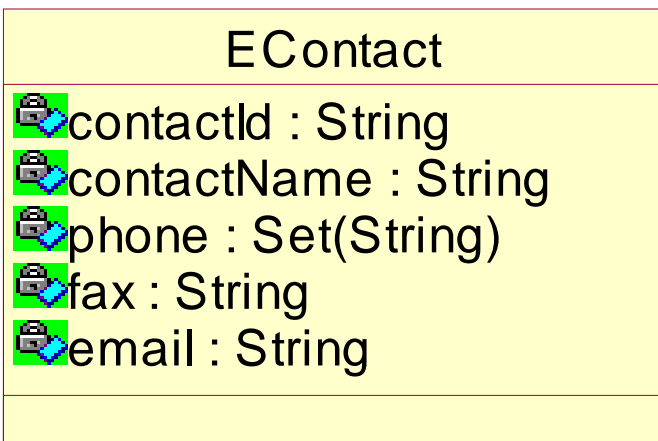 EContact
contactId : String
contactName : String
phone : Set(String)
fax : String
email : String